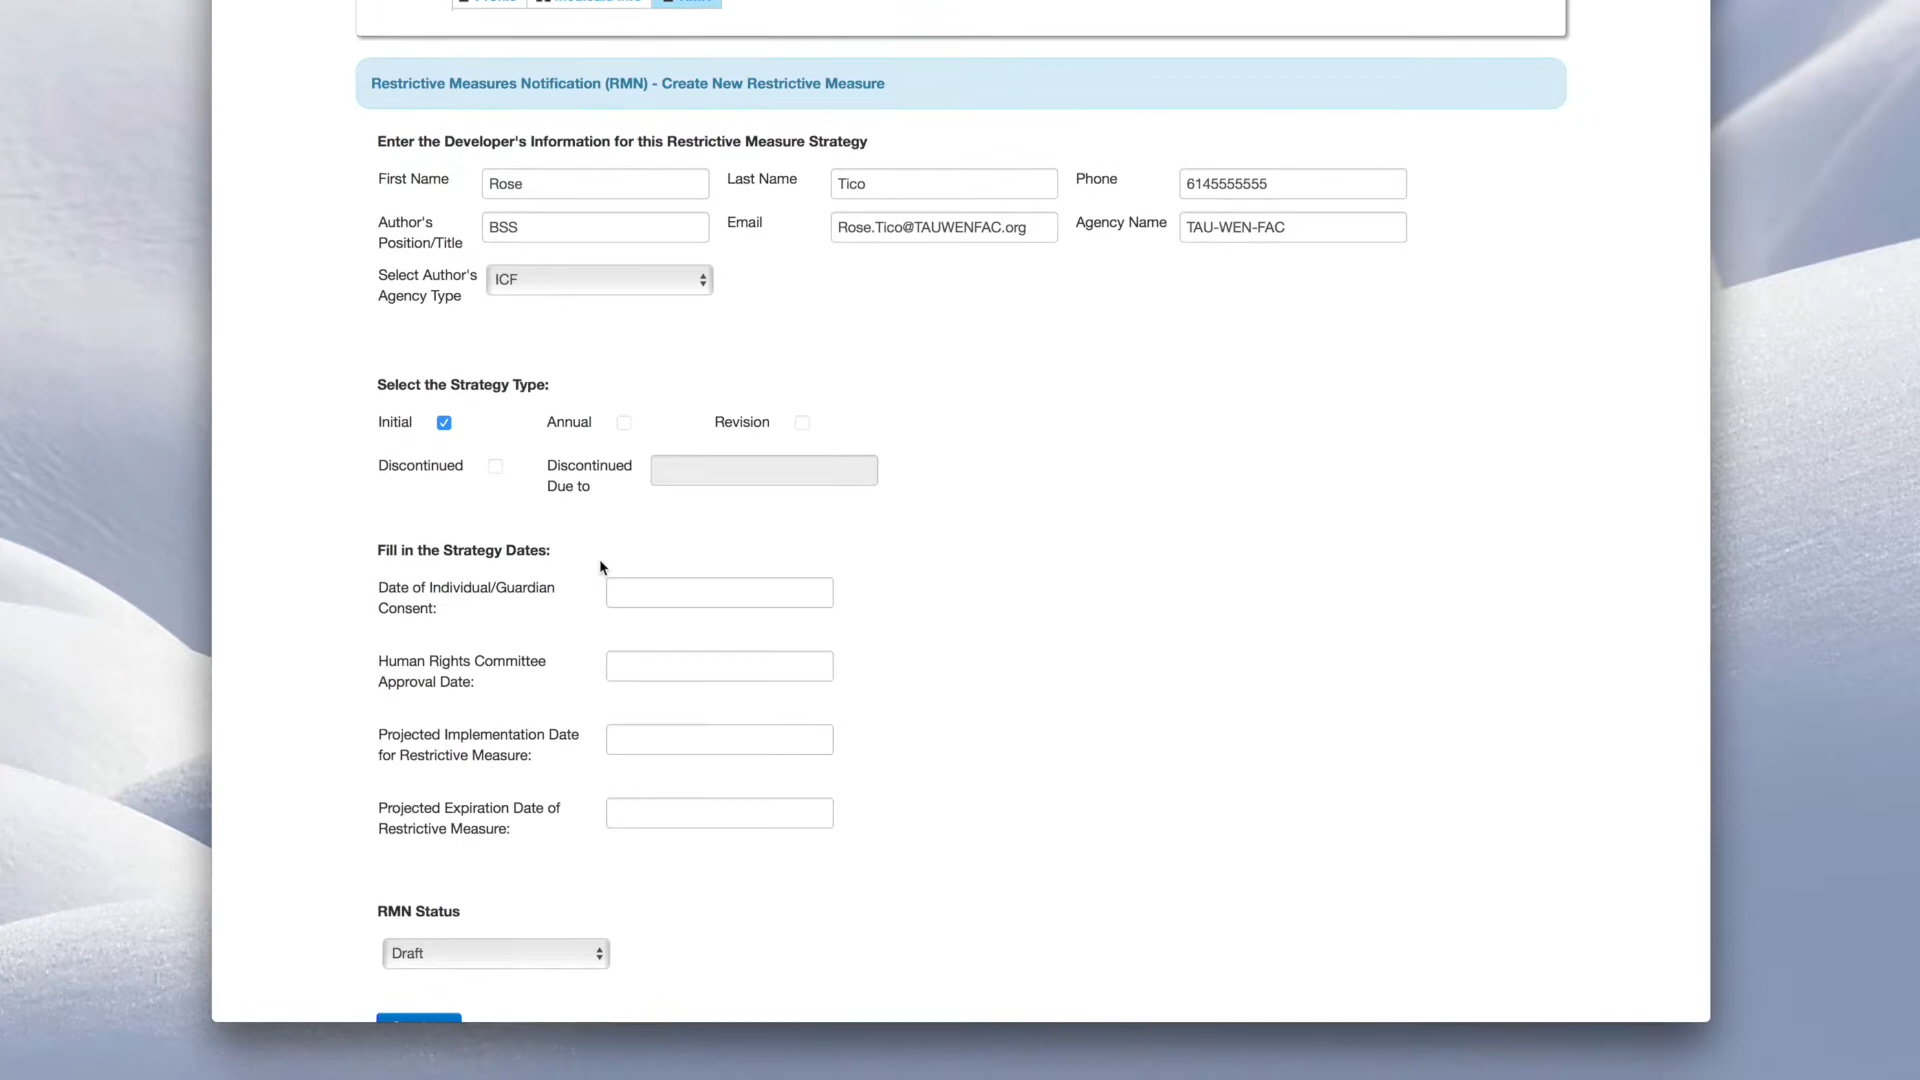 Restrictive Measures Notification (RMN) - Create New Restrictive Measure
Enter the Developer's Information for this Restrictive Measure Strategy
First Name Rose Last Name Tico Phone 6145555555
Author's Position/Title BSS Email Rose.Tico@TAUWENFAC.org Agency Name TAU-WEN-FAC
Select Author's Agency Type ICF
Select the Strategy Type:
Initial Annual Revision
Discontinued Discontinued Due to
Fill in the Strategy Dates:
Date of Individual/Guardian
Consent:
Human Rights Committee
Approval Date:
Projected Implementation Date
for Restrictive Measure:
Projected Expiration Date of
Restrictive Measure:
RMN Status
Draft